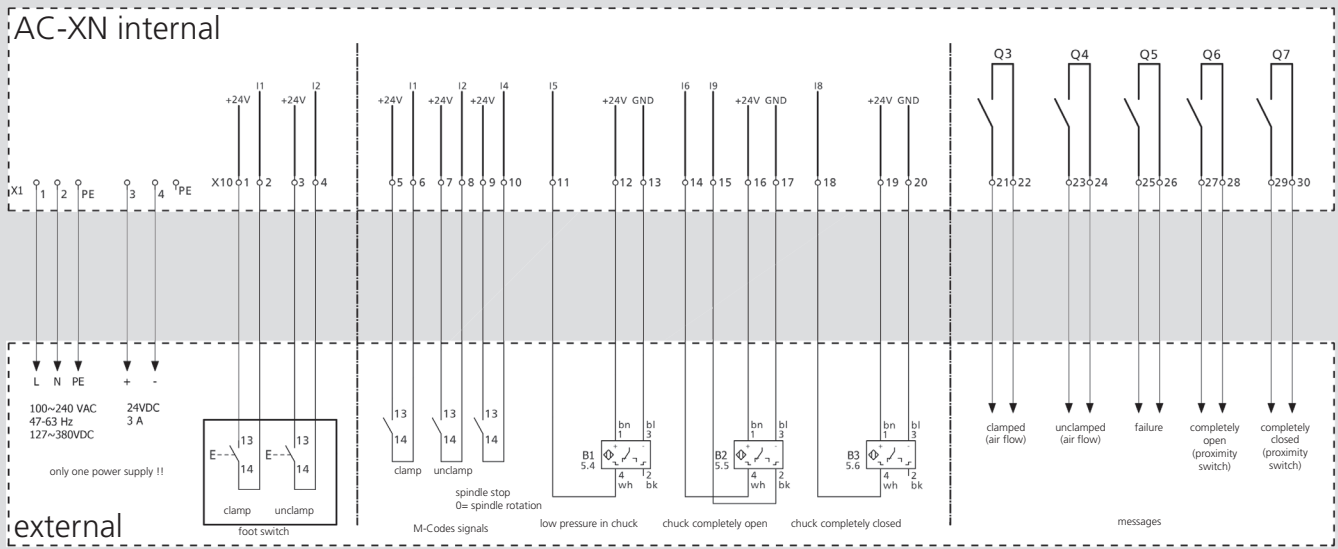 AC-XN internal
Q3 Q4 Q5 Q6 Q7
I1 I2 I1 I2 I4 I5 I6 I9 I8
+24V +24V +24V +24V +24V +24V GND +24V GND +24V GND
X1 1 2 PE 3 4 PE X10 1 2 3 4 5 6 7 8 9 10 11 12 13 14 15 16 17 18 19 20 21 22 23 24 25 26 27 28 29 30
L N PE + -
100~240 VAC
47-63 Hz
127~380VDC
24VDC
3 A
only one power supply !!
E 13
14
E 13
14
clamp unclamp
foot switch
13
14
13
14
13
14
clamp unclamp
spindle stop
0= spindle rotation
M-Codes signals
bn bl
1 3
B1
5.4
+ -
4 2
wh bk
low pressure in chuck
bn bl
1 3
B2
5.5
+ -
4 2
wh bk
chuck completely open
bn bl
1 3
B3
5.6
+ -
4 2
wh bk
chuck completely closed
clamped
(air flow)
unclamped
(air flow)
failure
completely
open
(proximity
switch)
completely
closed
(proximity
switch)
messages
external